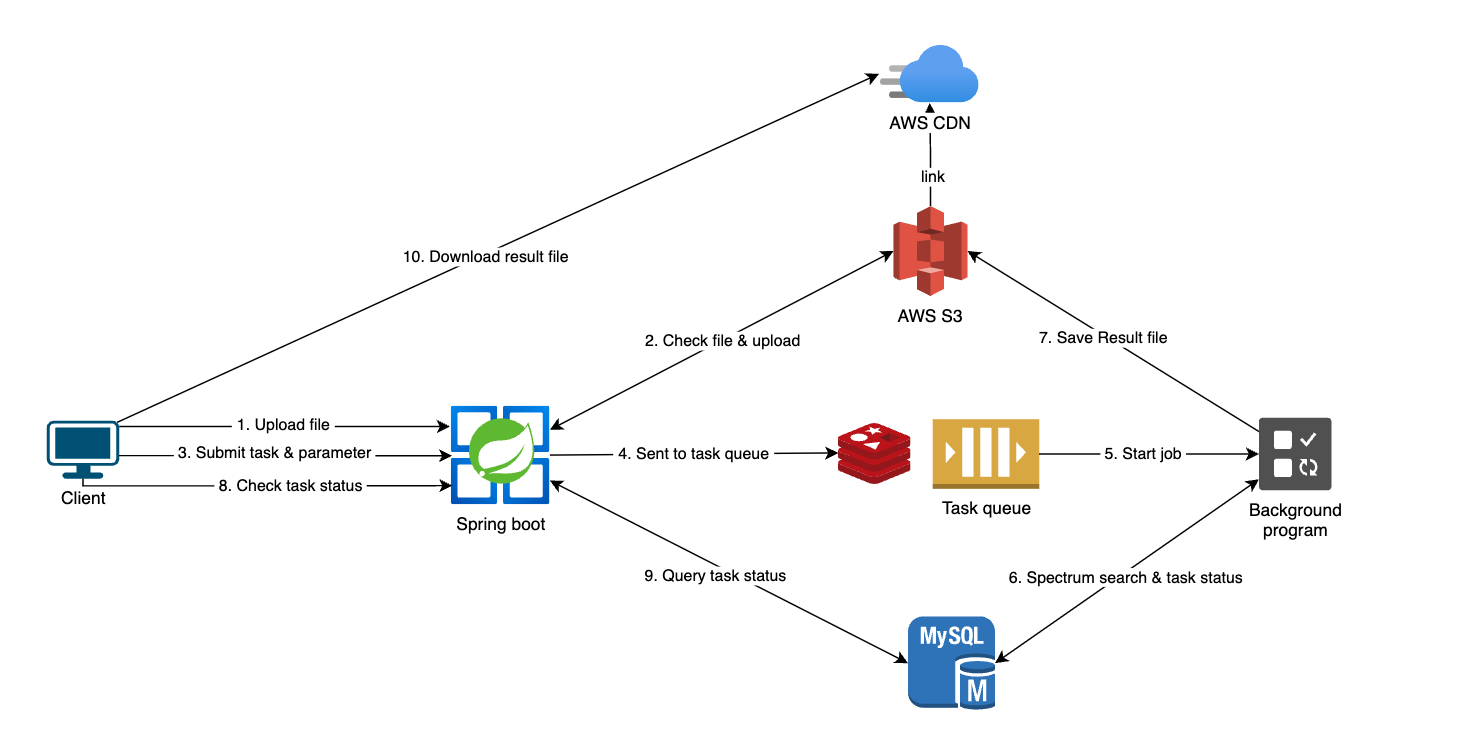 AWS CDN
link
10. Download result file
AWS S3
2. Check file & upload
7. Save Result file
1. Upload file
3. Submit task & parameter
4. Sent to task queue
5. Start job
8. Check task status
Client
Spring boot
Task queue
Background
program
9. Query task status
6. Spectrum search & task status
MySQL
M